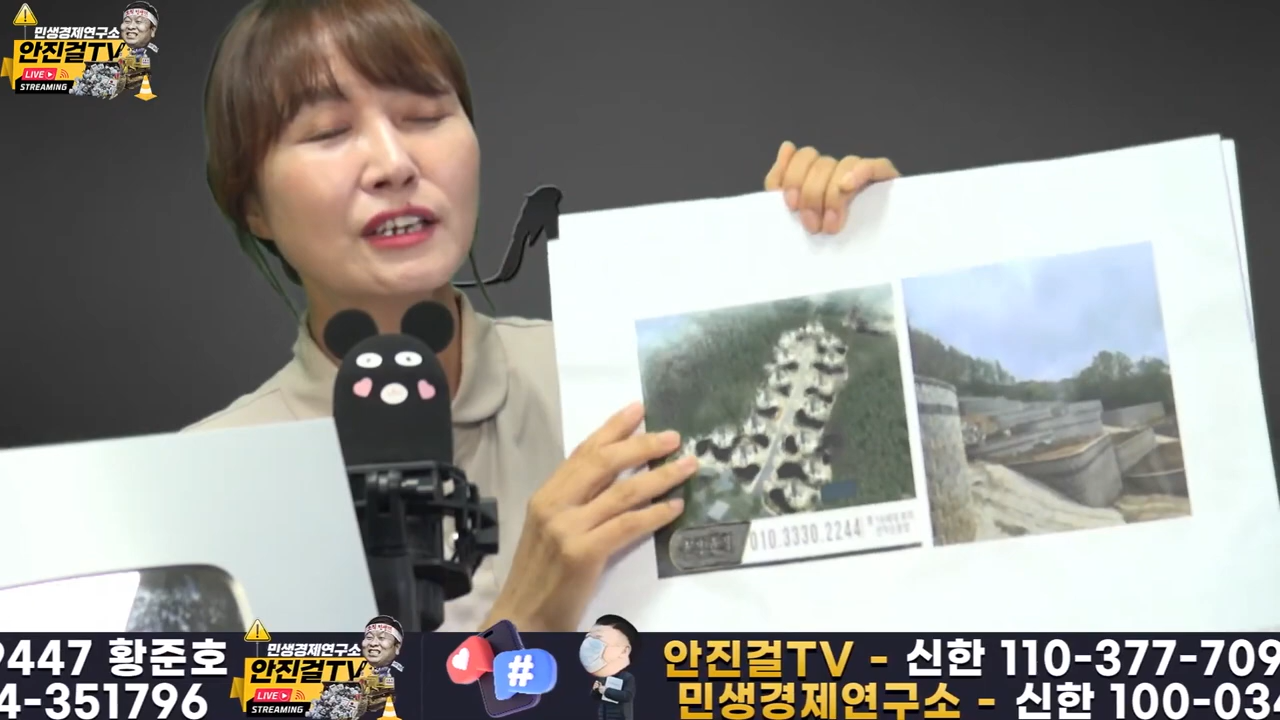 민생경제연구소
안진걸TV
LIVE
STREAMING
010.3330.2244
9447 황준호
4-351796
민생경제연구소
안진걸TV
LIVE
STREAMING
#
안진걸TV - 신한 110-377-709
민생경제연구소 - 신한 100-034